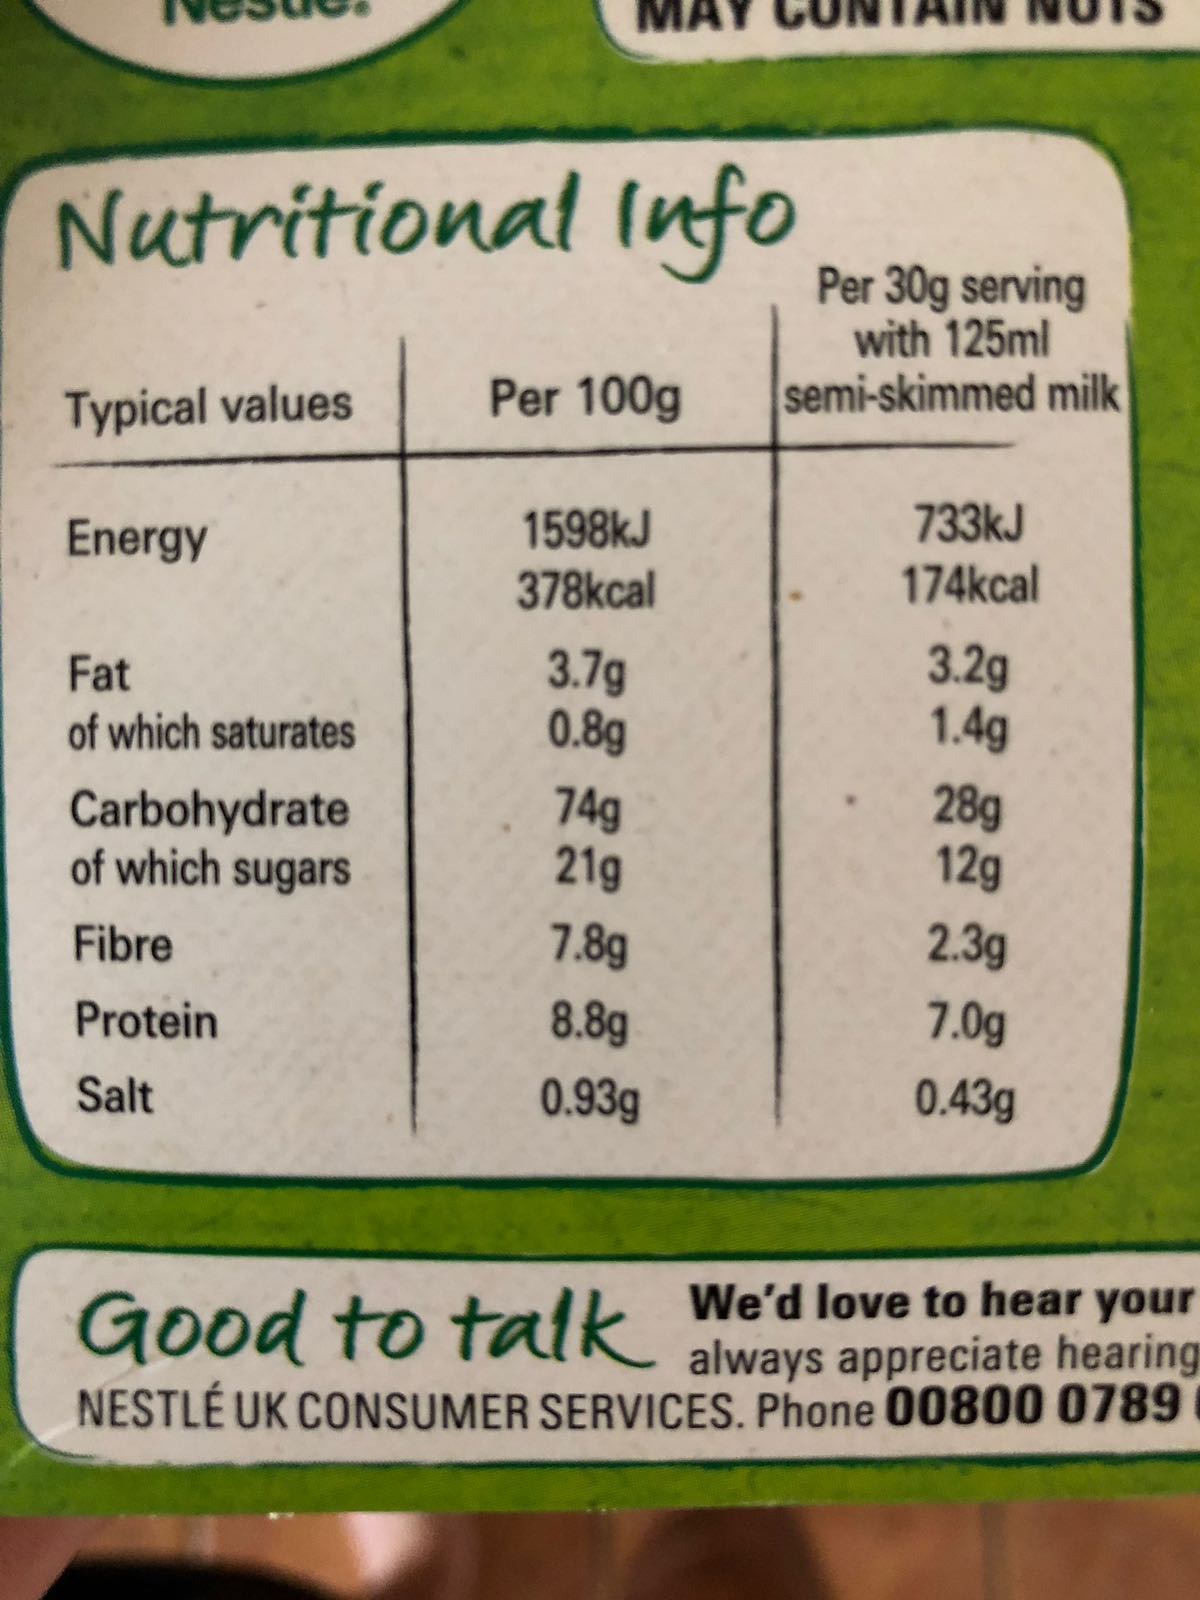 Nestlé®
MAY CONTAIN NUTS
Nutritional Info
Typical values
Per 100g
Per 30g serving
with 125ml
semi-skimmed milk
Energy 1598kJ 733kJ
378kcal 174kcal
Fat 3.7g 3.2g
of which saturates 0.8g 1.4g
Carbohydrate 74g 28g
of which sugars 21g 12g
Fibre 7.8g 2.3g
Protein 8.8g 7.0g
Salt 0.93g 0.43g
Good to talk
We'd love to hear your
always appreciate hearing
NESTLÉ UK CONSUMER SERVICES. Phone 00800 0789